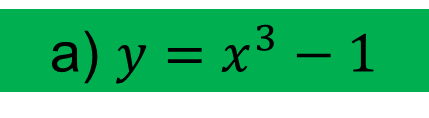 a) y = x³ − 1